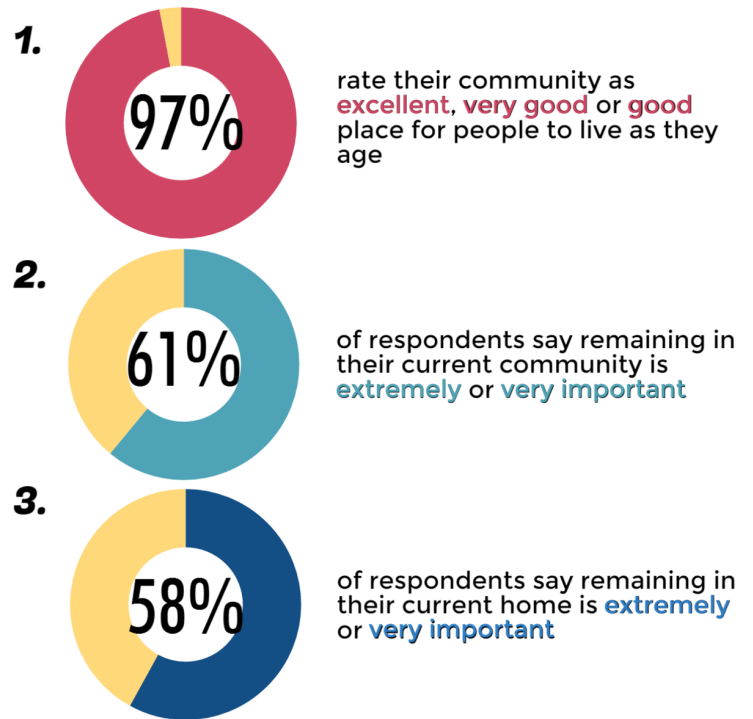 1.
97%
rate their community as
excellent, very good or good
place for people to live as they
age
2.
61%
of respondents say remaining in
their current community is
extremely or very important
3.
58%
of respondents say remaining in
their current home is extremely
or very important